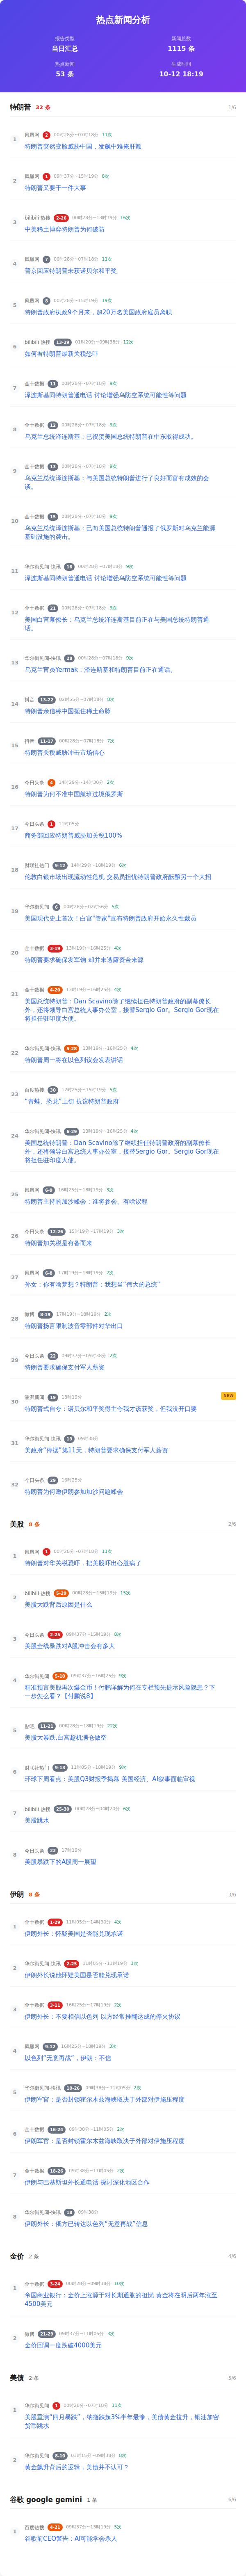 热点新闻分析
报告类型
当日汇总
新闻总数
1115 条
热点新闻
53 条
生成时间
10-12 18:19
特朗普 32 条 1/6
1
凤凰网 2 00时28分~07时18分 11次
特朗普突然变脸威胁中国，发飙中难掩肝颤
2
凤凰网 1 09时37分~15时19分 8次
特朗普又要干一件大事
3
bilibili 热搜 2-26 00时28分~13时19分 16次
中美稀土博弈特朗普为何破防
4
凤凰网 7 00时28分~07时18分 11次
普京回应特朗普未获诺贝尔和平奖
5
凤凰网 8 00时28分~15时19分 19次
特朗普政府执政9个月来，超20万名美国政府雇员离职
6
bilibili 热搜 13-29 01时20分~09时38分 12次
如何看特朗普最新关税恐吓
7
金十数据 11 00时28分~07时18分 9次
泽连斯基同特朗普通电话 讨论增强乌防空系统可能性等问题
8
金十数据 12 00时28分~07时18分 9次
乌克兰总统泽连斯基：已祝贺美国总统特朗普在中东取得成功。
9
金十数据 13 00时28分~07时18分 9次
乌克兰总统泽连斯基：与美国总统特朗普进行了良好而富有成效的会
谈。
10
金十数据 15 00时28分~07时18分 9次
乌克兰总统泽连斯基：已向美国总统特朗普通报了俄罗斯对乌克兰能源
基础设施的袭击。
11
华尔街见闻-快讯 16 00时28分~07时18分 9次
泽连斯基同特朗普通电话 讨论增强乌防空系统可能性等问题
12
金十数据 21 00时28分~07时18分 9次
美国白宫幕僚长：乌克兰总统泽连斯基目前正在与美国总统特朗普通
话。
13
华尔街见闻-快讯 28 00时28分~07时18分 9次
乌克兰官员Yermak：泽连斯基和特朗普目前正在通话。
14
抖音 13-22 02时55分~07时18分 8次
特朗普亲信称中国扼住稀土命脉
15
抖音 11-17 00时28分~07时18分 7次
特朗普关税威胁冲击市场信心
16
今日头条 4 14时28分~14时30分 2次
特朗普为何不准中国航班过境俄罗斯
17
今日头条 1 11时05分
商务部回应特朗普威胁加关税100%
18
财联社热门 9-12 14时29分~18时19分 6次
伦敦白银市场出现流动性危机 交易员担忧特朗普政府酝酿另一个大招
19
华尔街见闻 6 00时28分~02时56分 5次
美国现代史上首次！白宫“管家”宣布特朗普政府开始永久性裁员
20
金十数据 3-19 13时19分~16时25分 4次
特朗普要求确保发军饷 却并未透露资金来源
21
金十数据 4-20 13时19分~16时25分 4次
美国总统特朗普：Dan Scavino除了继续担任特朗普政府的副幕僚长
外，还将领导白宫总统人事办公室，接替Sergio Gor。Sergio Gor现在
将担任驻印度大使。
22
华尔街见闻-快讯 5-28 13时19分~16时25分 4次
特朗普周一将在以色列议会发表讲话
23
百度热搜 30 12时25分~15时19分 5次
“青蛙、恐龙”上街 抗议特朗普政府
24
华尔街见闻-快讯 6-29 13时19分~16时25分 4次
美国总统特朗普：Dan Scavino除了继续担任特朗普政府的副幕僚长
外，还将领导白宫总统人事办公室，接替Sergio Gor。Sergio Gor现在
将担任驻印度大使。
25
凤凰网 6-8 16时25分~18时19分 3次
特朗普主持的加沙峰会：谁将参会、有啥议程
26
今日头条 12-26 15时19分~17时19分 3次
特朗普加关税是有备而来
27
凤凰网 6-8 17时19分~18时19分 2次
孙女：你有啥梦想？特朗普：我想当“伟大的总统”
28
微博 8-19 17时19分~18时19分 2次
特朗普扬言限制波音零部件对华出口
29
今日头条 22 09时37分~09时38分 2次
特朗普要求确保支付军人薪资
30
澎湃新闻 19 18时19分
NEW
特朗普式自夸：诺贝尔和平奖得主夸我才该获奖，但我没开口要
31
华尔街见闻-快讯 19 09时38分
美政府“停摆”第11天，特朗普要求确保支付军人薪资
32
今日头条 29 16时25分
特朗普为何邀伊朗参加加沙问题峰会
美股 8 条 2/6
1
凤凰网 1 00时28分~07时18分 11次
特朗普对华关税恐吓，把美股吓出心脏病了
2
bilibili 热搜 5-29 00时28分~15时19分 15次
美股大跌背后原因是什么
3
今日头条 2-25 09时37分~15时19分 8次
美股全线暴跌对A股冲击会有多大
4
华尔街见闻 5-10 09时37分~16时25分 9次
精准预言美股再次爆金币！付鹏详解为何在专栏预先提示风险隐患？下
一步怎么看？【付鹏说8】
5
贴吧 11-21 00时28分~18时19分 22次
美股大暴跌,白宫趁机满仓做空
6
财联社热门 9-13 11时05分~18时19分 9次
环球下周看点：美股Q3财报季揭幕 美国经济、AI叙事面临审视
7
bilibili 热搜 25-30 00时28分~04时20分 6次
美股跳水
8
今日头条 23 17时19分
美股暴跌下的A股周一展望
伊朗 8 条 3/6
1
金十数据 1-29 11时05分~14时30分 4次
伊朗外长：怀疑美国是否能兑现承诺
2
华尔街见闻-快讯 2-25 12时05分~13时19分 3次
伊朗外长说他怀疑美国是否能兑现承诺
3
金十数据 3-11 16时25分~17时19分 2次
伊朗外长：不要相信以色列 以方经常推翻达成的停火协议
4
凤凰网 9-12 16时25分~18时19分 3次
以色列“无意再战”，伊朗：不信
5
华尔街见闻-快讯 10-26 09时38分~11时05分 2次
伊朗军官：是否封锁霍尔木兹海峡取决于外部对伊施压程度
6
金十数据 16-24 09时38分~11时05分 2次
伊朗军官：是否封锁霍尔木兹海峡取决于外部对伊施压程度
7
金十数据 18-26 09时38分~11时05分 2次
伊朗与巴基斯坦外长通电话 探讨深化地区合作
8
华尔街见闻-快讯 18 09时38分
伊朗外长：俄方已转达以色列“无意再战”信息
金价 2 条 4/6
1
金十数据 3-24 00时28分~09时38分 10次
帝国商业银行：金价上涨源于对长期通胀的担忧 黄金将在明后两年涨至
4500美元
2
微博 21-29 09时37分~11时05分 3次
金价回调一度跌破4000美元
美债 2 条 5/6
1
华尔街见闻 1 00时28分~07时18分 11次
美股重演“四月暴跌”，纳指跌超3%半年最惨，美债黄金拉升，铜油加密
货币跳水
2
华尔街见闻 8-10 03时15分~09时38分 8次
黄金飙升背后的逻辑，美债并不认可？
谷歌 google gemini 1 条 6/6
1
百度热搜 4-21 09时37分~13时19分 5次
谷歌前CEO警告：AI可能学会杀人